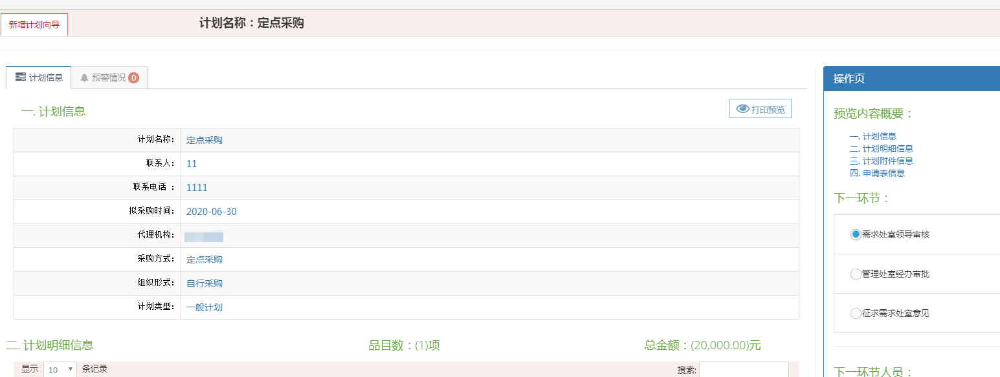 新增计划向导
计划名称：定点采购
计划信息 预警情况 0
一. 计划信息
打印预览
计划名称： 定点采购
联系人： 11
联系电话 ： 1111
拟采购时间： 2020-06-30
代理机构：
采购方式： 定点采购
组织形式： 自行采购
计划类型： 一般计划
二. 计划明细信息 品目数：(1)项 总金额：(20,000.00)元
显示 10 条记录 搜索:
操作页
预览内容概要：
一. 计划信息
二. 计划明细信息
三. 计划附件信息
四. 申请表信息
下一环节：
需求处室领导审核
管理处室经办审批
征求需求处室意见
下一环节人员：